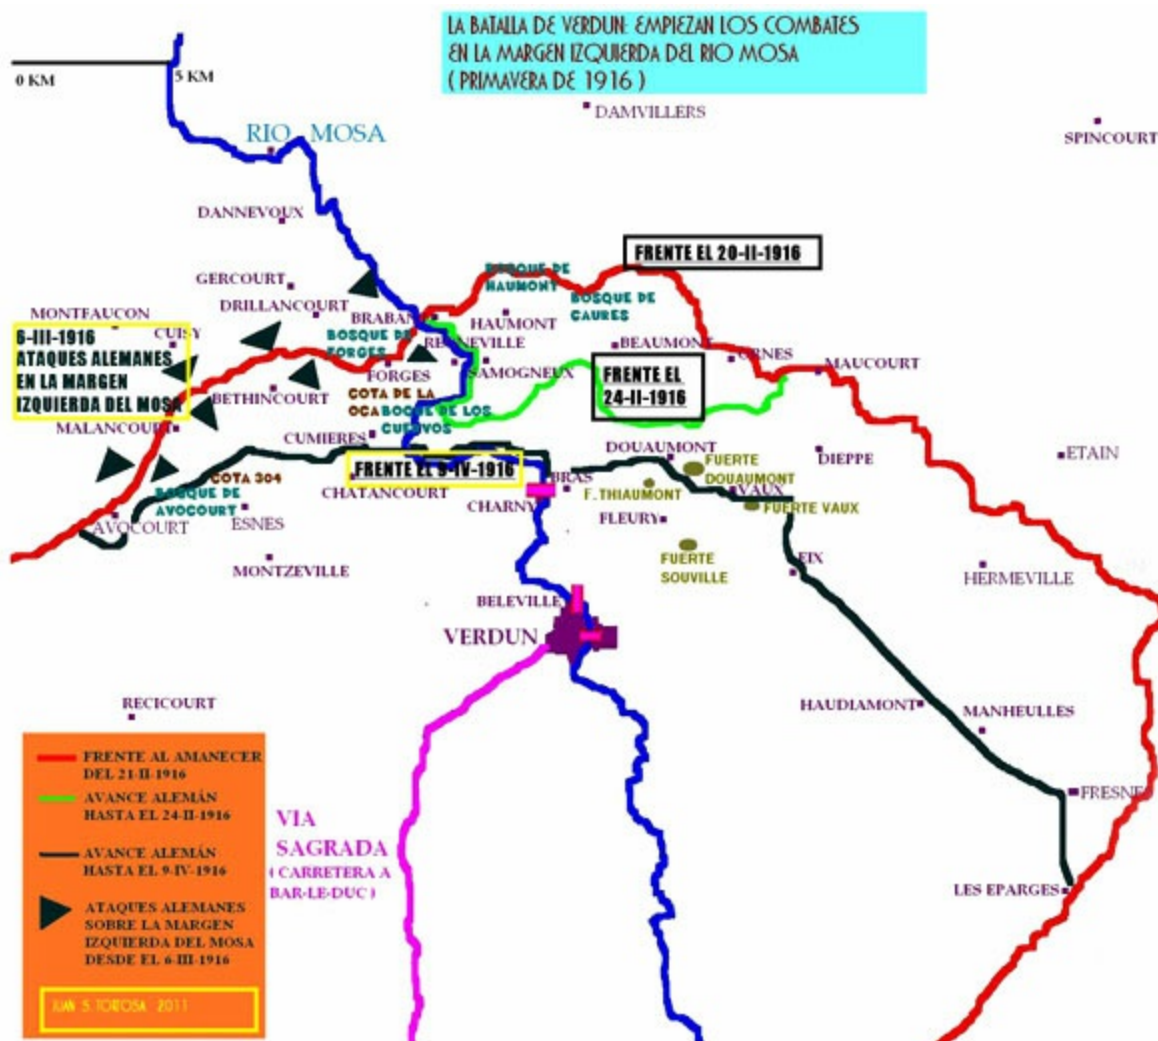 LA BATALLA DE VERDUN: EMPIEZAN LOS COMBATES
EN LA MARGEN IZQUIERDA DEL RIO MOSA
( PRIMAVERA DE 1916 )
0 KM
5 KM
RIO MOSA
DAMVILLERS
SPINCOURT
DANNEVOUX
FRENTE EL 20-II-1916
GERCOURT
BOSQUE DE
HAUMONT
DRILLANCOURT
BOSQUE DE
CAURES
MONTFAUCON
BRABAN
HAUMONT
CUISY
6-III-1916
ATAQUES ALEMANES
EN LA MARGEN
IZQUIERDA DEL MOSA
BOSQUE DE
FORGES
BEAUMONT
ORNES
MAUCOURT
FORGES
SAMOGNEUX
FRENTE EL
24-II-1916
BETHINCOURT
COTA DE LA
OCA
BOQUE DE LOS
CUERVOS
MALANCOURT
CUMIERES
DOUAUMONT
DIEPPE
ETAIN
FRENTE EL 9-IV-1916
FUERTE
DOUAUMONT
COTA 304
CHATANCOURT
BRAS
F. THIAUMONT
VAUX
BOSQUE DE
AVOCOURT
CHARNY
FUERTE VAUX
AVOCOURT
ESNES
FLEURY
MONTZEVILLE
FUERTE
SOUVILLE
EIX
HERMEVILLE
BELEVILLE
VERDUN
RECICOURT
HAUDIAMONT
MANHEULLES
FRESNES
LES EPARGES
VIA
SAGRADA
( CARRETERA A
BAR-LE-DUC )
FRENTE AL AMANECER
DEL 21-II-1916
AVANCE ALEMÁN
HASTA EL 24-II-1916
AVANCE ALEMÁN
HASTA EL 9-IV-1916
ATAQUES ALEMANES
SOBRE LA MARGEN
IZQUIERDA DEL MOSA
DESDE EL 6-III-1916
JUAN S. TORTOSA 2011